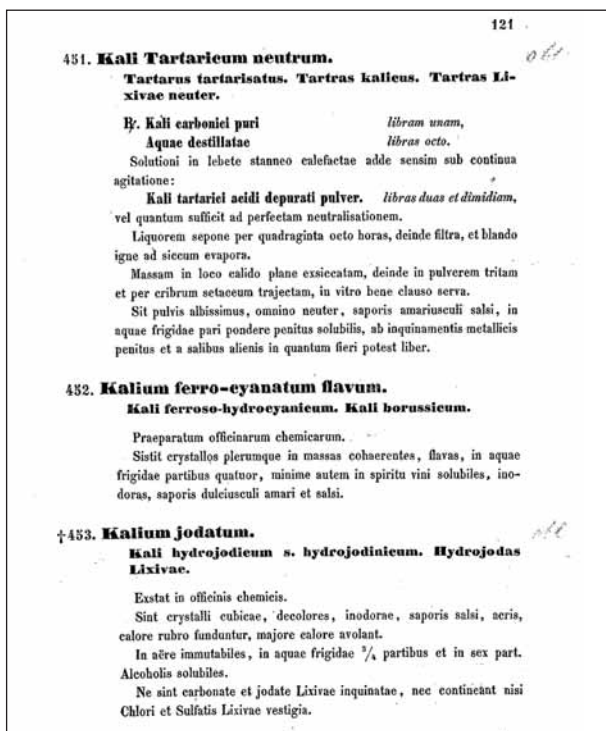 121
451. Kali Tartaricum neutrum.
Tartarus tartarisatus. Tartras kalicus. Tartras Li-
xivae neuter.
℞. Kali carbonici puri libram unam,
Aquae destillatae libras octo.
Solutioni in lebete stanneo calefactae adde sensim sub continua
agitatione:
Kali tartarici acidi depurati pulver. libras duas et dimidiam,
vel quantum sufficit ad perfectam neutralisationem.
Liquorem sepone per quadraginta octo horas, deinde filtra, et blando
igne ad siccum evapora.
Massam in loco calido plane exsiccatam, deinde in pulverem tritam
et per cribrum setaceum trajectam, in vitro bene clauso serva.
Sit pulvis albissimus, omnino neuter, saporis amariusculi salsi, in
aquae frigidae pari pondere penitus solubilis, ab inquinamentis metallicis
penitus et a salibus alienis in quantum fieri potest liber.
452. Kalium ferro-cyanatum flavum.
Kali ferroso-hydrocyanicum. Kali borussicum.
Praeparatum officinarum chemicarum.
Sistit crystallos plerumque in massas cohaerentes, flavas, in aquae
frigidae partibus quatuor, minime autem in spiritu vini solubiles, ino-
doras, saporis dulciusculi amari et salsi.
†453. Kalium jodatum.
Kali hydrojodicum s. hydrojodinicum. Hydrojodas
Lixivae.
Exstat in officinis chemicis.
Sint crystalli cubicae, decolores, inodorae, saporis salsi, acris,
calore rubro funduntur, majore calore avolant.
In aëre immutabiles, in aquae frigidae ³/₄ partibus et in sex part.
Alcoholis solubiles.
Ne sint carbonate et jodate Lixivae inquinatae, nec contineant nisi
Chlori et Sulfatis Lixivae vestigia.